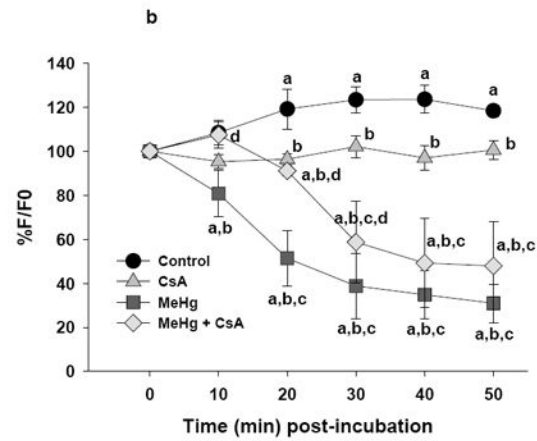 b
140
120
100
80
60
40
20
0
%F/F0
a
a
a
a
d
b
b
b
b
a,b
a,b,d
a,b,c,d
a,b,c
a,b,c
a,b,c
a,b,c
a,b,c
a,b,c
Control
CsA
MeHg
MeHg + CsA
0 10 20 30 40 50
Time (min) post-incubation